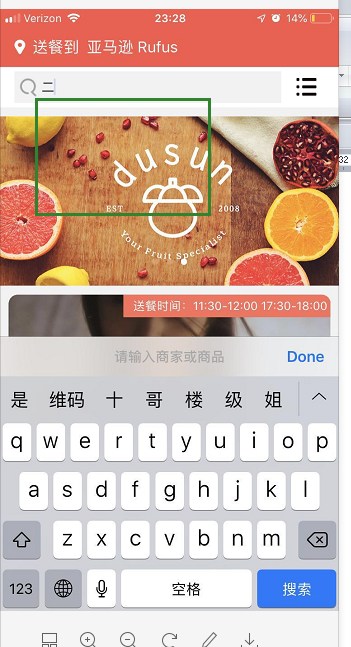 Verizon 23:28 14%
送餐到 亚马逊 Rufus
二
dusun
EST 2008
Your Fruit Specialist
送餐时间：11:30-12:00 17:30-18:00
请输入商家或商品 Done
是 维码 十 哥 楼 级 姐
q w e r t y u i o p
a s d f g h j k l
z x c v b n m
123 空格 搜索
32